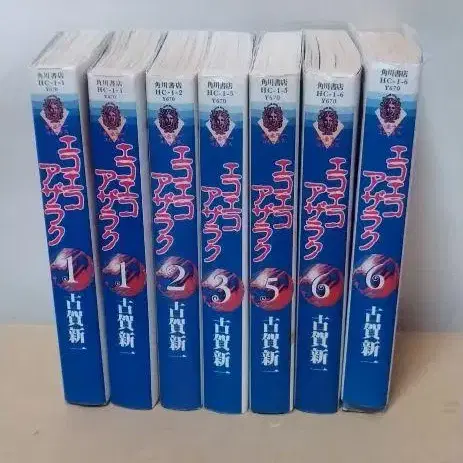 角川書店
HC-1-1
¥670
エコエコ
アザラク
1
古賀新一
角川書店
HC-1-1
¥670
エコエコ
アザラク
1
古賀新一
角川書店
HC-1-2
¥670
エコエコ
アザラク
2
古賀新一
角川書店
¥670
エコエコ
アザラク
3
古賀新一
角川書店
HC-1-5
¥670
エコエコ
アザラク
5
古賀新一
角川書店
HC-1-6
¥670
エコエコ
アザラク
6
古賀新一
角川書店
HC-1-6
¥670
エコエコ
アザラク
6
古賀新一